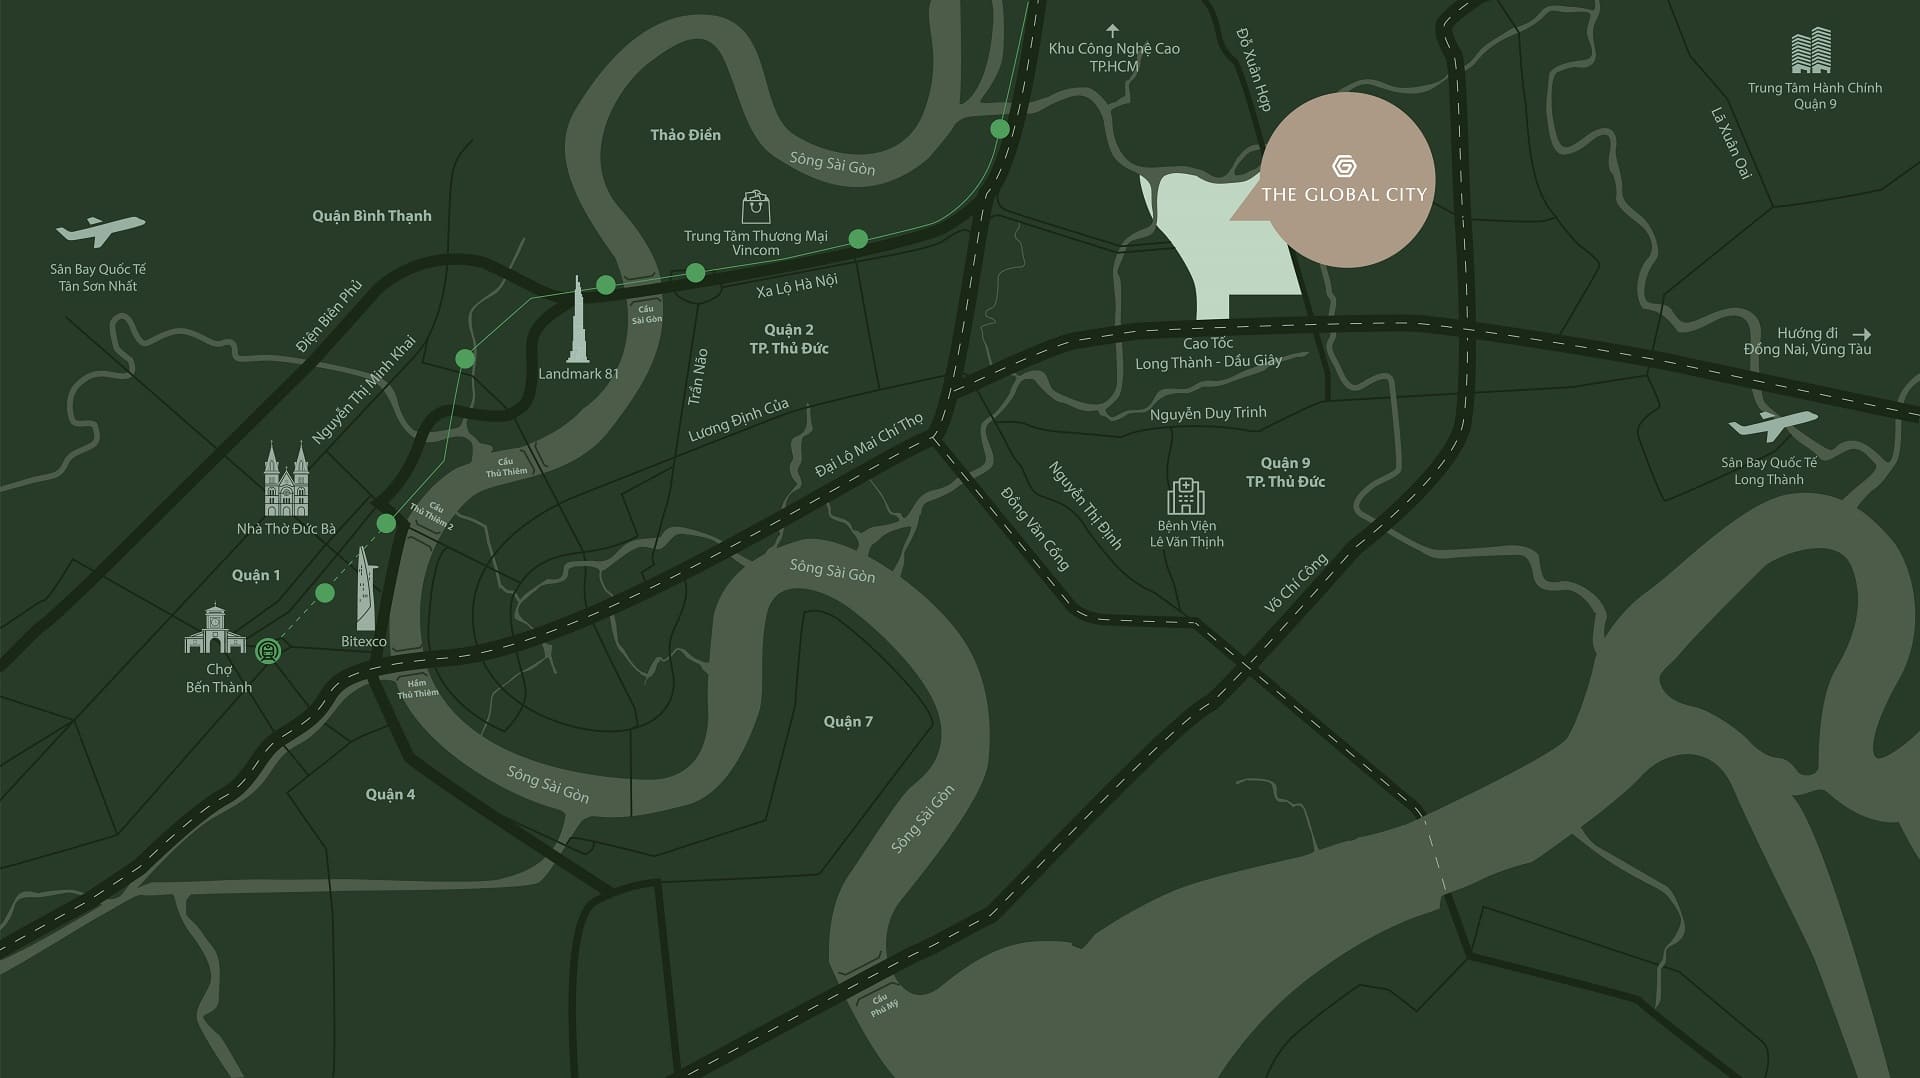 Khu Công Nghệ Cao
TP.HCM
Đỗ Xuân Hợp
Trung Tâm Hành Chính
Quận 9
Lã Xuân Oai
Thảo Điền
Sông Sài Gòn
THE GLOBAL CITY
Quận Bình Thạnh
Trung Tâm Thương Mại
Vincom
Sân Bay Quốc Tế
Tân Sơn Nhất
Điện Biên Phủ
Xa Lộ Hà Nội
Cầu
Sài Gòn
Quận 2
TP. Thủ Đức
Landmark 81
Trần Não
Nguyễn Thị Minh Khai
Cao Tốc
Long Thành - Dầu Giây
Hướng đi
Đồng Nai, Vũng Tàu
Lương Định Của
Đại Lộ Mai Chí Thọ
Nguyễn Duy Trinh
Quận 9
TP. Thủ Đức
Sân Bay Quốc Tế
Long Thành
Cầu
Thủ Thiêm
Cầu
Thủ Thiêm 2
Nhà Thờ Đức Bà
Nguyễn Thị Định
Đồng Văn Cống
Bệnh Viện
Lê Văn Thịnh
Quận 1
Sông Sài Gòn
Võ Chí Công
Bitexco
Chợ
Bến Thành
Hầm
Thủ Thiêm
Quận 7
Sông Sài Gòn
Quận 4
Sông Sài Gòn
Cầu
Phú Mỹ